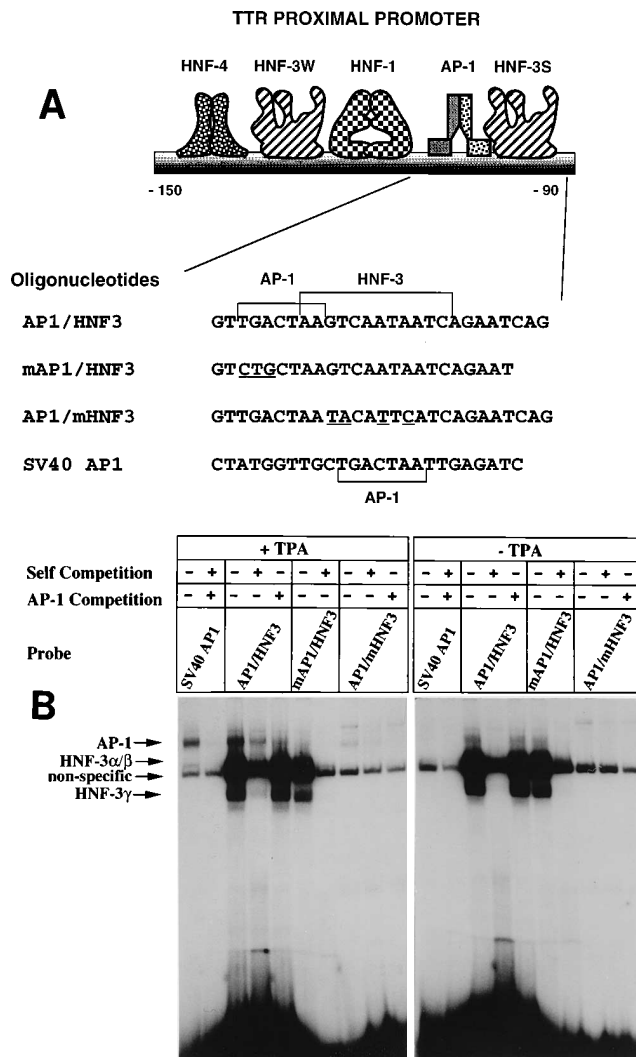 TTR PROXIMAL PROMOTER
A
HNF-4 HNF-3W HNF-1 AP-1 HNF-3S
- 150 - 90
Oligonucleotides AP-1 HNF-3
AP1/HNF3 GTTGACTAAGTCAATAATCAGAATCAG
mAP1/HNF3 GTCTGCTAAGTCAATAATCAGAAT
AP1/mHNF3 GTTGACTAATACATTCATCAGAATCAG
SV40 AP1 CTATGGTTGCTGACTAATTGAGATC
AP-1
+ TPA - TPA
Self Competition - + - + - - + - + - - + - + - - + - + -
AP-1 Competition - + - - + - - - - + - + - - + - - - - +
Probe SV40 AP1 AP1/HNF3 mAP1/HNF3 AP1/mHNF3 SV40 AP1 AP1/HNF3 mAP1/HNF3 AP1/mHNF3
B
AP-1
HNF-3α/β
non-specific
HNF-3γ